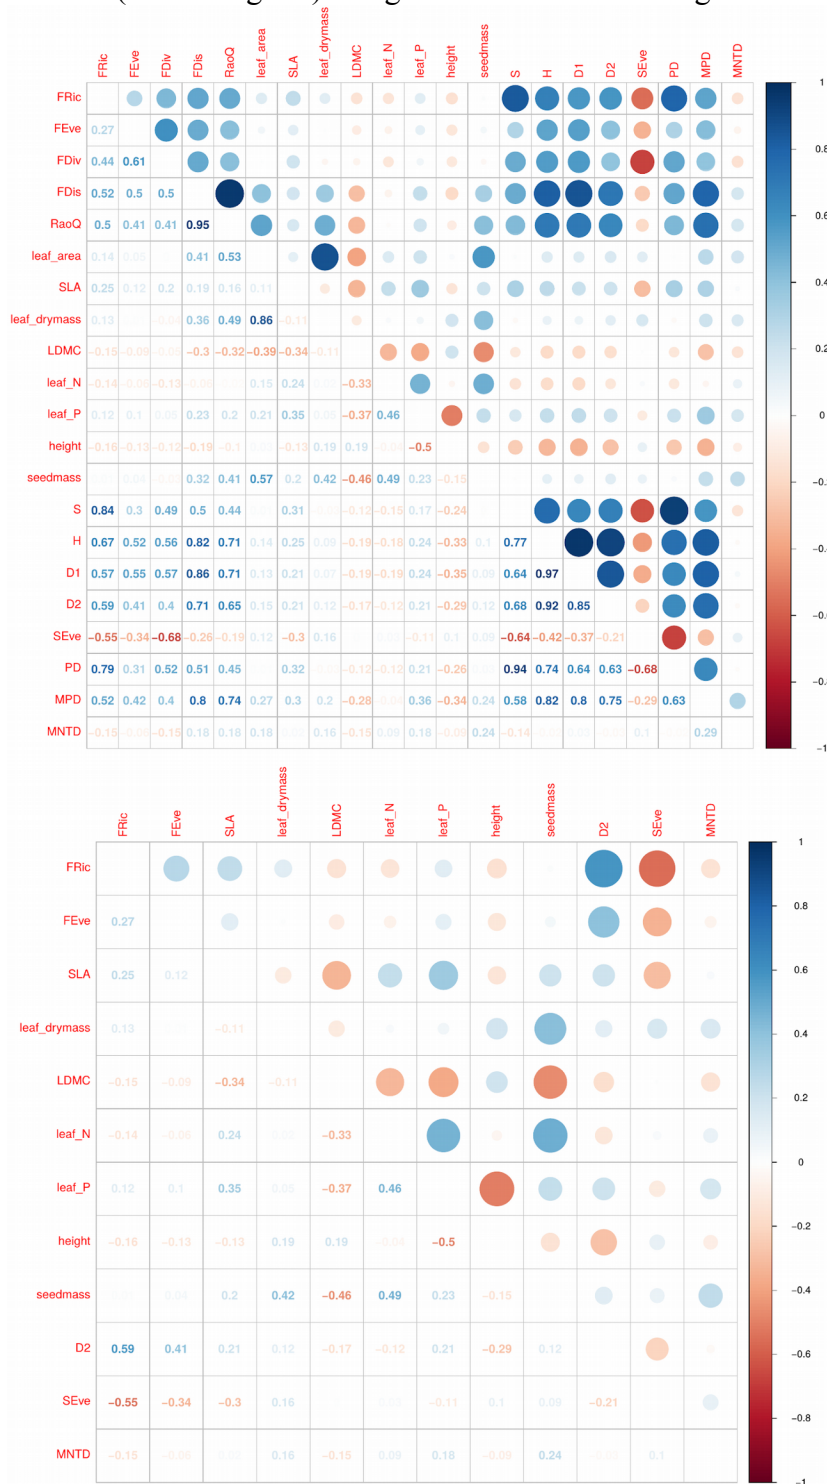 FRic FEve FDiv FDis RaoQ leaf_area SLA leaf_drymass LDMC leaf_N leaf_P height seedmass S H D1 D2 SEve PD MPD MNTD
FRic
FEve 0.27
FDiv 0.44 0.61
FDis 0.52 0.5 0.5
RaoQ 0.5 0.41 0.41 0.95
leaf_area 0.14 0.41 0.53
SLA 0.25 0.12 0.2 0.19 0.16 0.11
leaf_drymass 0.13 0.36 0.49 0.86 −0.11
LDMC −0.15 −0.09 −0.3 −0.32 −0.39 −0.34 −0.11
leaf_N −0.14 −0.13 0.15 0.24 −0.33
leaf_P 0.12 0.1 0.23 0.2 0.21 0.35 −0.37 0.46
height −0.16 −0.13 −0.12 −0.19 −0.1 −0.13 0.19 0.19 −0.5
seedmass 0.32 0.41 0.57 0.2 0.42 −0.46 0.49 0.23 −0.15
S 0.84 0.3 0.49 0.5 0.44 0.31 −0.12 −0.15 0.17 −0.24
H 0.67 0.52 0.56 0.82 0.71 0.14 0.25 −0.19 −0.18 0.24 −0.33 0.1 0.77
D1 0.57 0.55 0.57 0.86 0.71 0.13 0.21 −0.19 −0.19 0.24 −0.35 0.09 0.64 0.97
D2 0.59 0.41 0.4 0.71 0.65 0.15 0.21 0.12 −0.17 −0.12 0.21 −0.29 0.12 0.68 0.92 0.85
SEve −0.55 −0.34 −0.68 −0.26 −0.19 0.12 −0.3 0.16 −0.11 0.1 0.09 −0.64 −0.42 −0.37 −0.21
PD 0.79 0.31 0.52 0.51 0.45 0.32 −0.12 −0.12 0.21 −0.26 0.94 0.74 0.64 0.63 −0.68
MPD 0.52 0.42 0.4 0.8 0.74 0.27 0.3 0.2 −0.28 0.36 −0.34 0.24 0.58 0.82 0.8 0.75 −0.29 0.63
MNTD −0.15 −0.15 0.18 0.18 0.18 0.16 −0.15 0.09 0.18 −0.09 0.24 −0.14 0.1 0.29
1
0.8
0.6
0.4
0.2
0
FRic FEve SLA leaf_drymass LDMC leaf_N leaf_P height seedmass D2 SEve MNTD
FRic
FEve 0.27
SLA 0.25 0.12
leaf_drymass 0.13 −0.11
LDMC −0.15 −0.09 −0.34 −0.11
leaf_N −0.14 −0.06 0.24 −0.33
leaf_P 0.12 0.1 0.35 0.05 −0.37 0.46
height −0.16 −0.13 −0.13 0.19 0.19 −0.04 −0.5
seedmass 0.04 0.2 0.42 −0.46 0.49 0.23 −0.15
D2 0.59 0.41 0.21 0.12 −0.17 −0.12 0.21 −0.29 0.12
SEve −0.55 −0.34 −0.3 0.16 −0.11 0.1 0.09 −0.21
MNTD −0.15 0.16 −0.15 0.09 0.18 −0.09 0.24 0.1
1
0.8
0.6
0.4
0.2
0
−0.2
−0.4
−0.6
−0.8
−1